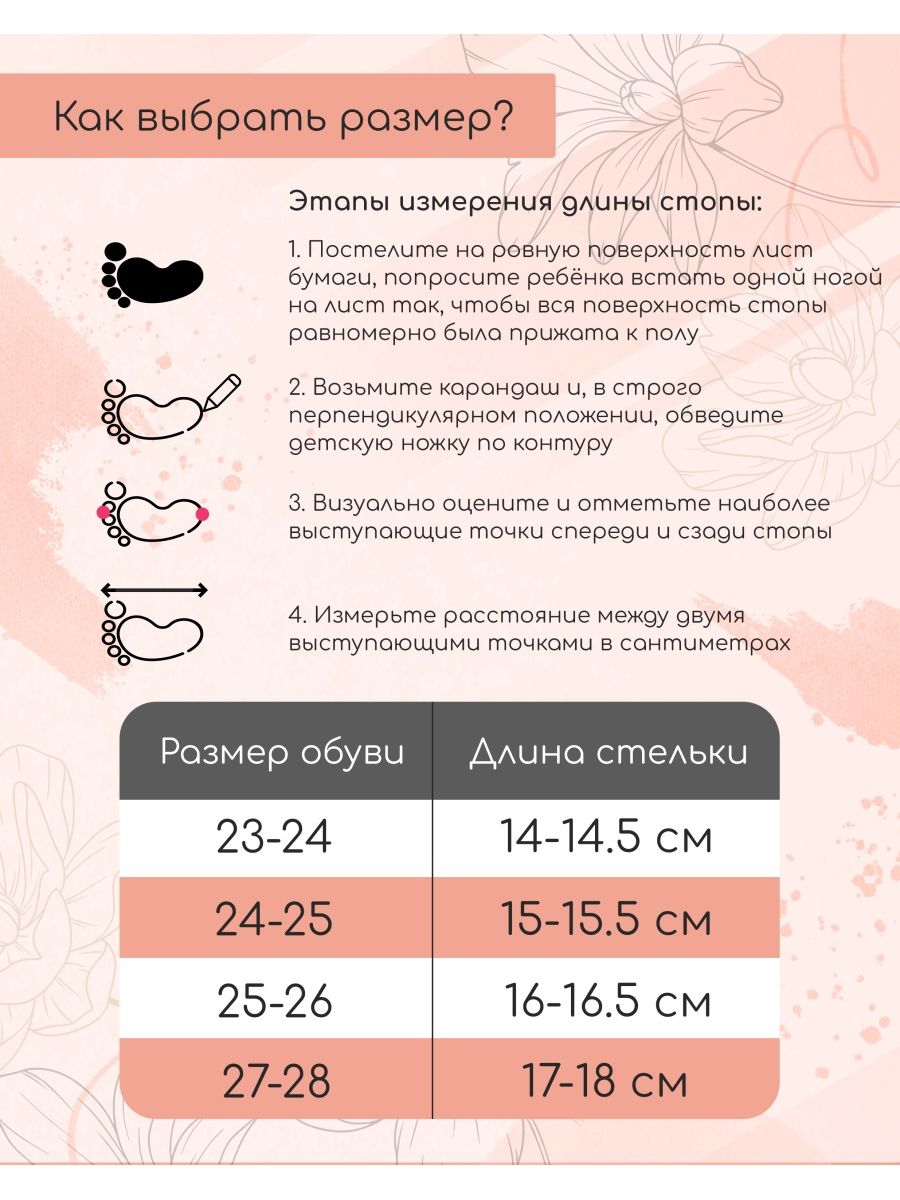 Как выбрать размер?
Этапы измерения длины стопы:
1. Постелите на ровную поверхность лист
бумаги, попросите ребёнка встать одной ногой
на лист так, чтобы вся поверхность стопы
равномерно была прижата к полу
2. Возьмите карандаш и, в строго
перпендикулярном положении, обведите
детскую ножку по контуру
3. Визуально оцените и отметьте наиболее
выступающие точки спереди и сзади стопы
4. Измерьте расстояние между двумя
выступающими точками в сантиметрах
Размер обуви Длина стельки
23-24 14-14.5 см
24-25 15-15.5 см
25-26 16-16.5 см
27-28 17-18 см